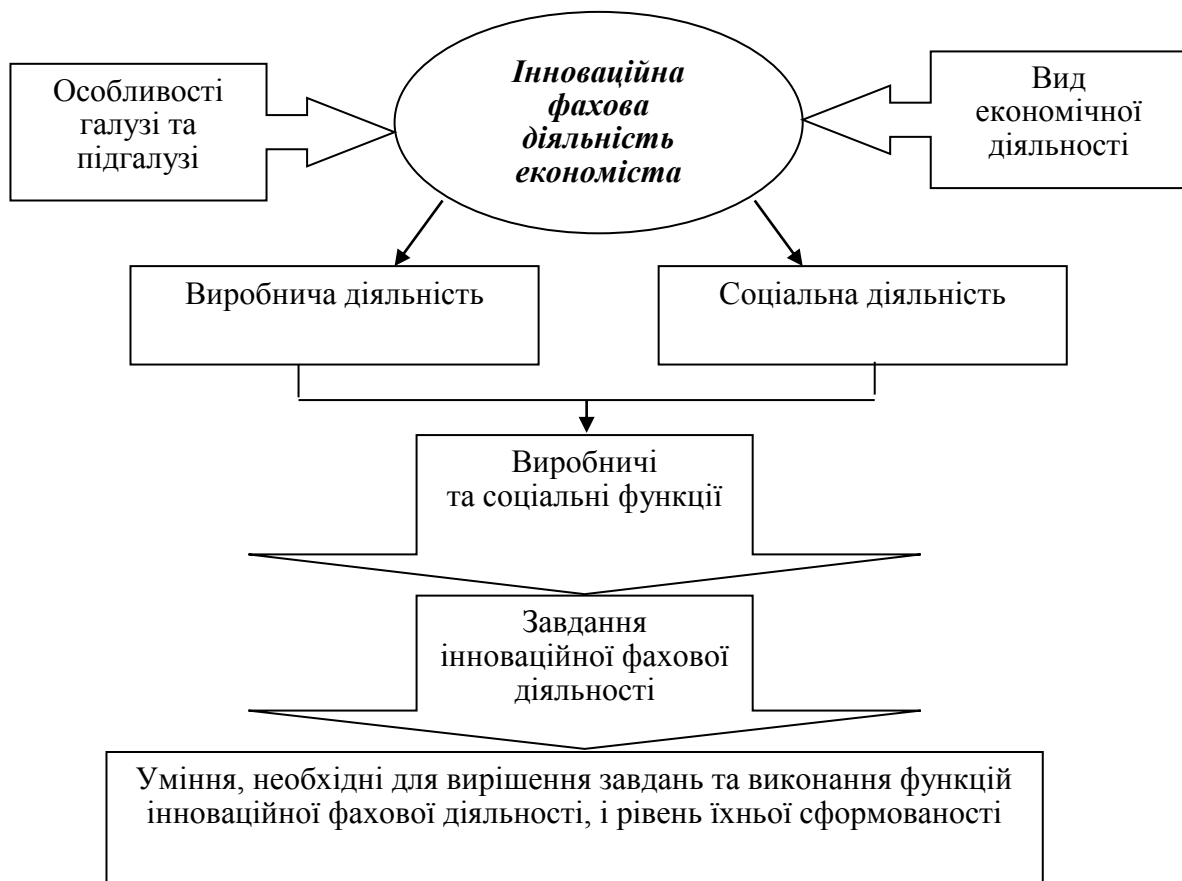 Особливості
галузі та
підгалузі
Інноваційна
фахова
діяльність
економіста
Вид
економічної
діяльності
Виробнича діяльність
Соціальна діяльність
Виробничі
та соціальні функції
Завдання
інноваційної фахової
діяльності
Уміння, необхідні для вирішення завдань та виконання функцій
інноваційної фахової діяльності, і рівень їхньої сформованості